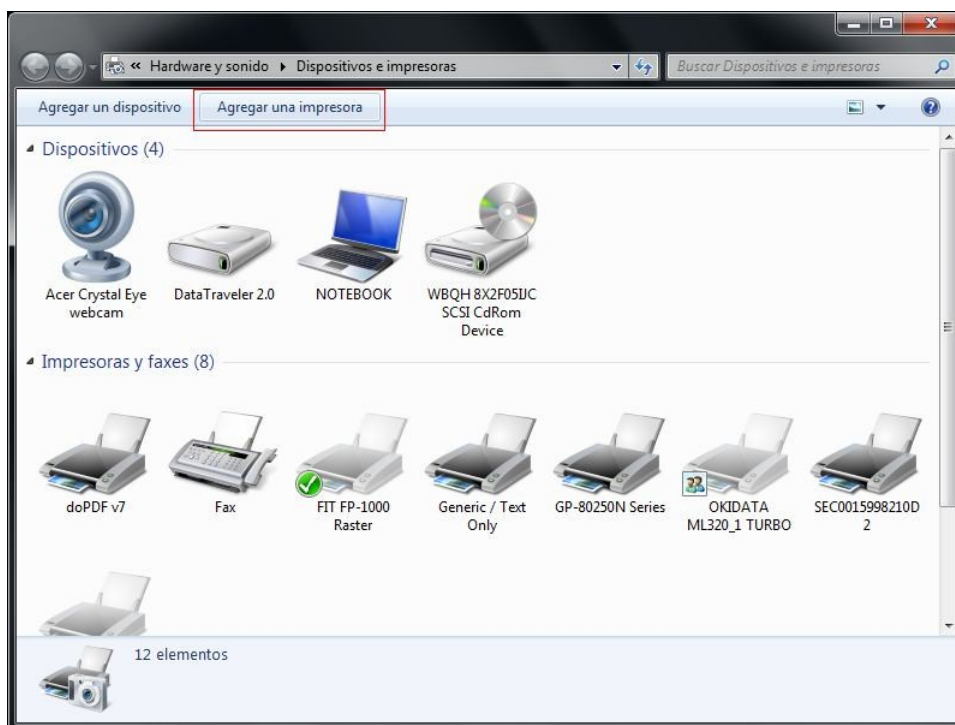 « Hardware y sonido ▸ Dispositivos e impresoras
Buscar Dispositivos e impresoras
Agregar un dispositivo
Agregar una impresora
Dispositivos (4)
Acer Crystal Eye
webcam
DataTraveler 2.0
NOTEBOOK
WBQH 8X2F05IJC
SCSI CdRom
Device
Impresoras y faxes (8)
doPDF v7
Fax
FIT FP-1000
Raster
Generic / Text
Only
GP-80250N Series
OKIDATA
ML320_1 TURBO
SEC0015998210D
2
12 elementos